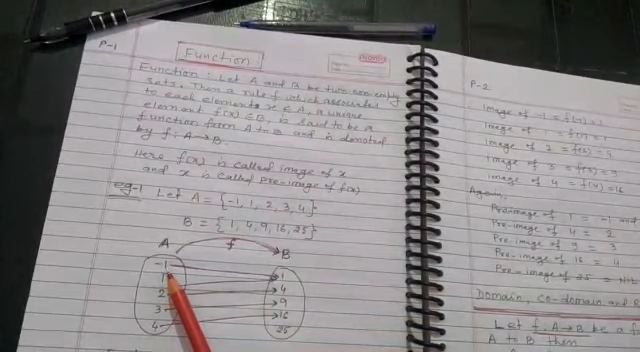 P-1
Function
Function : Let A and B be two non-empty
sets. Then a rule f which associates
to each element x ∈ A, a unique
element f(x) ∈ B, is said to be a
function from A to B and is denoted
by f: A→B.
Here f(x) is called image of x
and x is called pre-image of f(x)
eg-1 Let A = {-1, 1, 2, 3, 4}
B = {1, 4, 9, 16, 25}
A f B
-1 1
1 4
2 9
3 16
4 25
P-2
image of -1 = f(-1) = 1
image of 1 = f(1) = 1
image of 2 = f(2) = 4
image of 3 = f(3) = 9
image of 4 = f(4) = 16
Again,
Pre-image of 1 = -1 and
Pre-image of 4 = 2
Pre-image of 9 = 3
Pre-image of 16 = 4
Pre-image of 25 =
Domain, co-domain and
Let f: A→B be a
A to B then